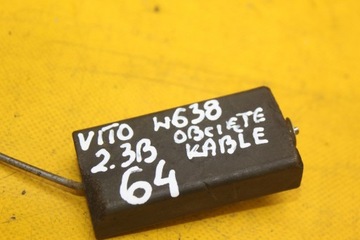 VITO W638
2.3B OBCIĘTE
64 KABLE